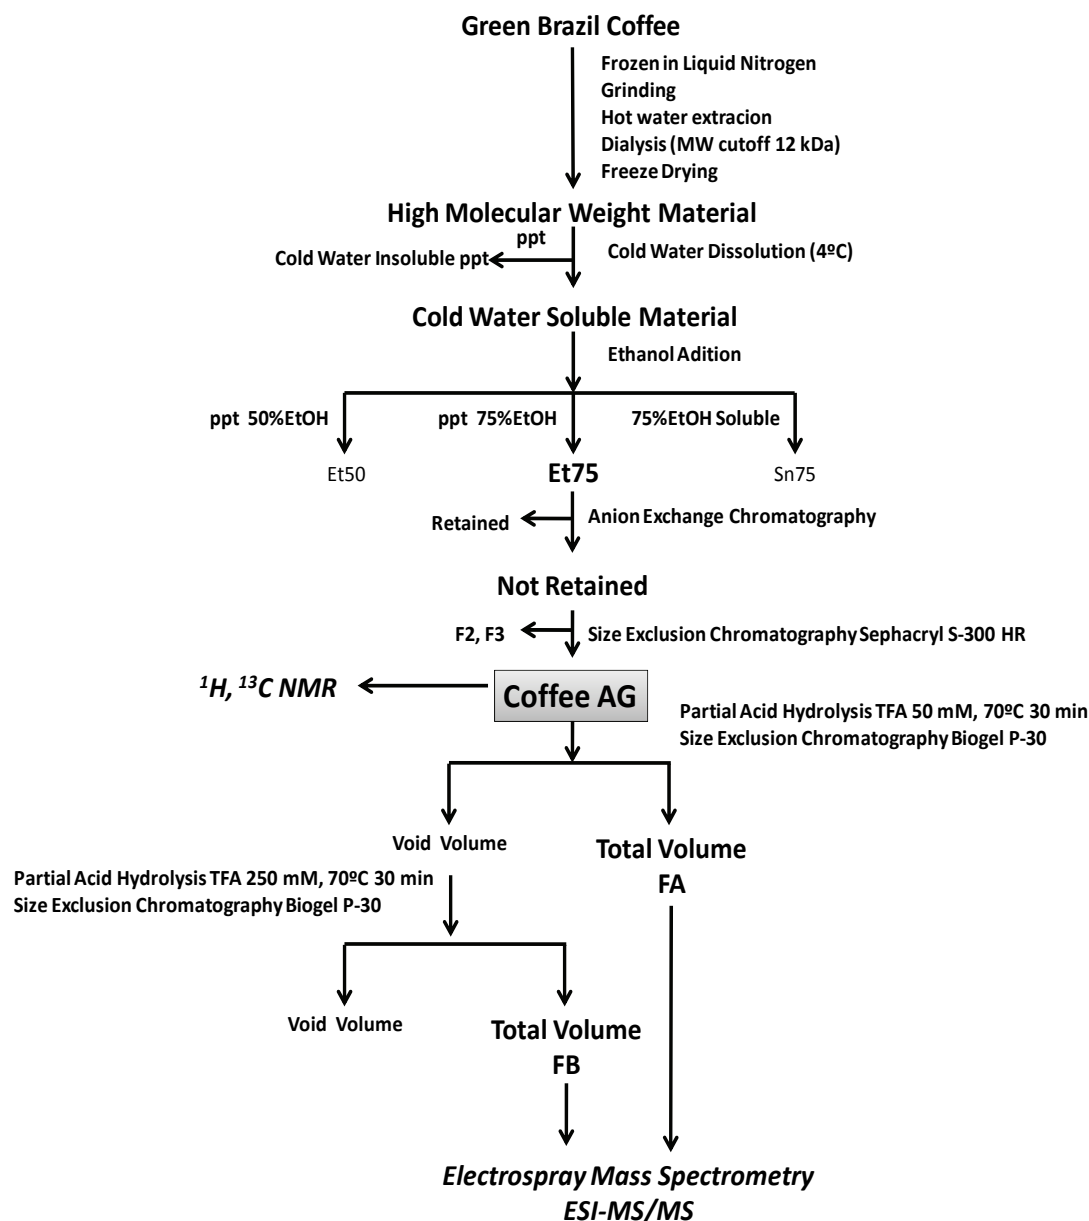 Green Brazil Coffee
Frozen in Liquid Nitrogen
Grinding
Hot water extracion
Dialysis (MW cutoff 12 kDa)
Freeze Drying
High Molecular Weight Material
ppt
Cold Water Insoluble ppt
Cold Water Dissolution (4ºC)
Cold Water Soluble Material
Ethanol Adition
ppt 50%EtOH
ppt 75%EtOH
75%EtOH Soluble
Et50
Et75
Sn75
Retained
Anion Exchange Chromatography
Not Retained
F2, F3
Size Exclusion Chromatography Sephacryl S-300 HR
¹H, ¹³C NMR
Coffee AG
Partial Acid Hydrolysis TFA 50 mM, 70ºC 30 min
Size Exclusion Chromatography Biogel P-30
Void Volume
Total Volume
FA
Partial Acid Hydrolysis TFA 250 mM, 70ºC 30 min
Size Exclusion Chromatography Biogel P-30
Void Volume
Total Volume
FB
Electrospray Mass Spectrometry
ESI-MS/MS